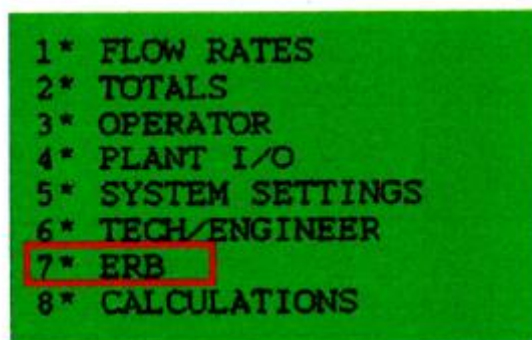 1* FLOW RATES
2* TOTALS
3* OPERATOR
4* PLANT I/O
5* SYSTEM SETTINGS
6* TECH/ENGINEER
7* ERB
8* CALCULATIONS